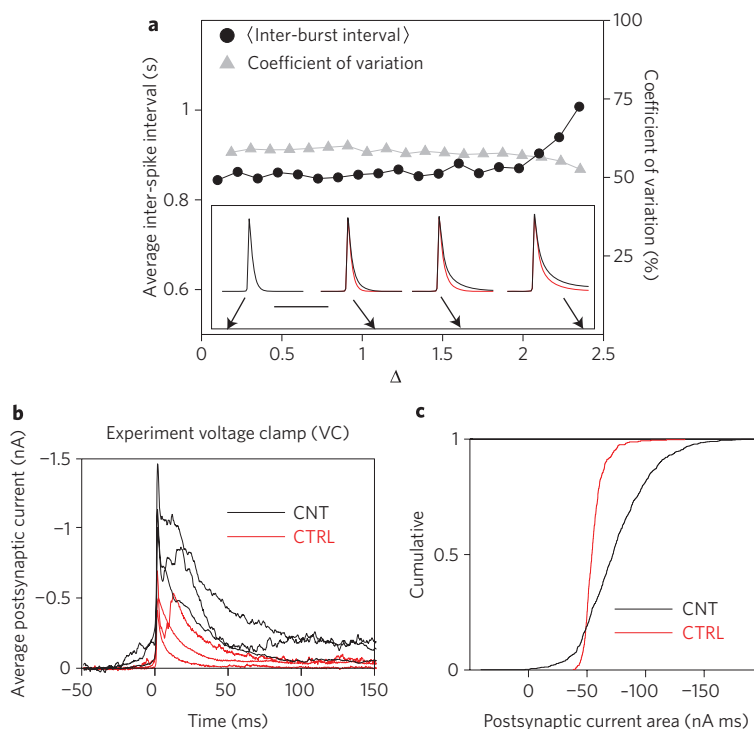 a
⟨Inter-burst interval⟩
Coefficient of variation
Average inter-spike interval (s)
1
0.8
0.6
100
75
50
25
Coefficient of variation (%)
0
0.5
1
1.5
2
2.5
Δ
b
Experiment voltage clamp (VC)
Average postsynaptic current (nA)
−1.5
−1
−0.5
0
CNT
CTRL
−50
0
50
100
150
Time (ms)
c
Cumulative
1
0.5
0
CNT
CTRL
0
-50
-100
−150
Postsynaptic current area (nA ms)